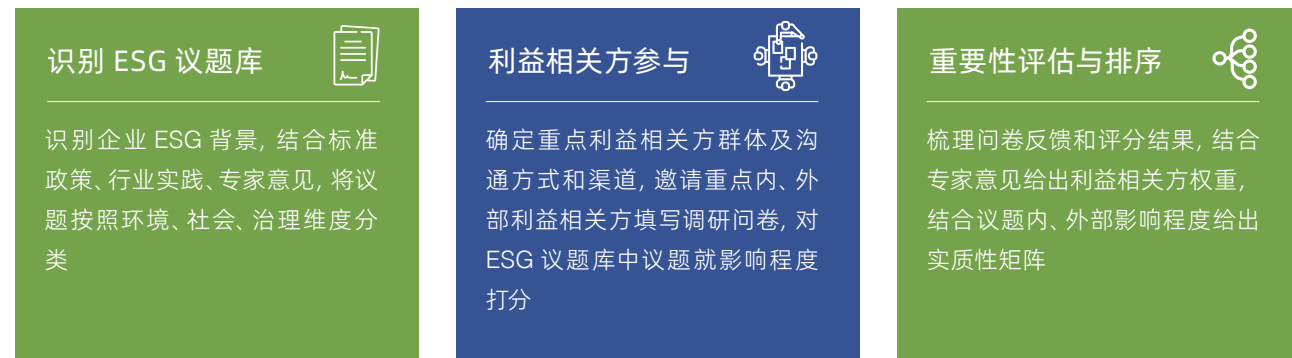 识别 ESG 议题库
识别企业 ESG 背景, 结合标准
政策、行业实践、专家意见, 将议
题按照环境、社会、治理维度分
类
利益相关方参与
确定重点利益相关方群体及沟
通方式和渠道, 邀请重点内、外
部利益相关方填写调研问卷, 对
ESG 议题库中议题就影响程度
打分
重要性评估与排序
梳理问卷反馈和评分结果, 结合
专家意见给出利益相关方权重,
结合议题内、外部影响程度给出
实质性矩阵